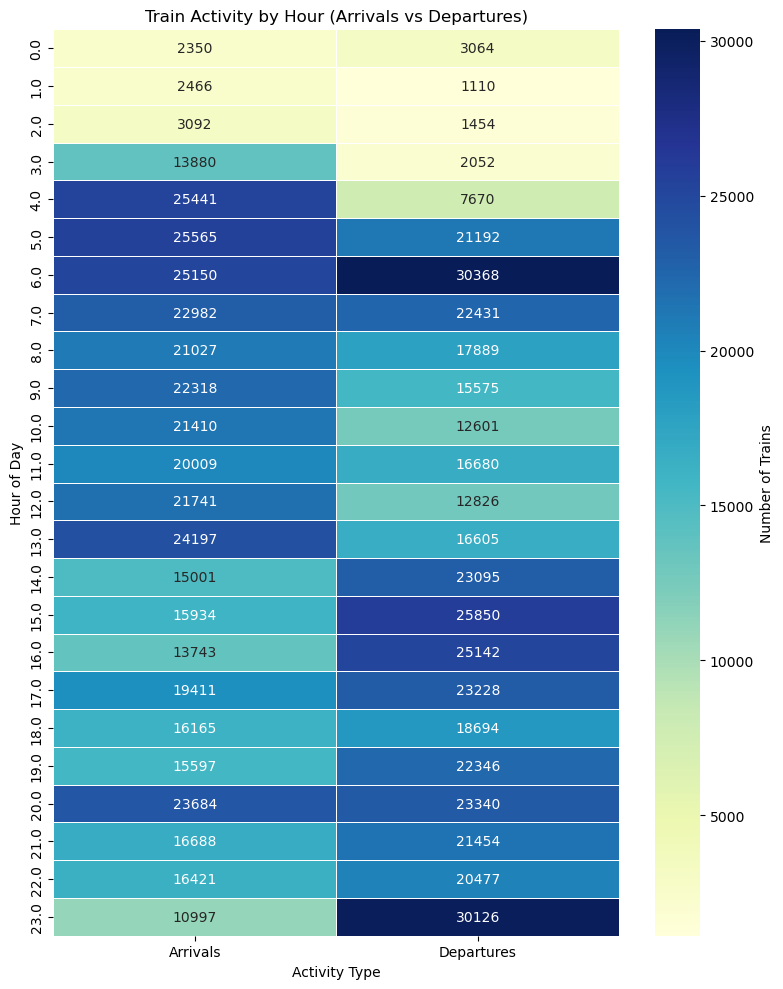 Train Activity by Hour (Arrivals vs Departures)
0.0 2350 3064
1.0 2466 1110
2.0 3092 1454
3.0 13880 2052
4.0 25441 7670
5.0 25565 21192
6.0 25150 30368
7.0 22982 22431
8.0 21027 17889
9.0 22318 15575
10.0 21410 12601
11.0 20009 16680
12.0 21741 12826
13.0 24197 16605
14.0 15001 23095
15.0 15934 25850
16.0 13743 25142
17.0 19411 23228
18.0 16165 18694
19.0 15597 22346
20.0 23684 23340
21.0 16688 21454
22.0 16421 20477
23.0 10997 30126
Arrivals Departures
Activity Type
Hour of Day
30000
25000
20000
15000
10000
5000
Number of Trains